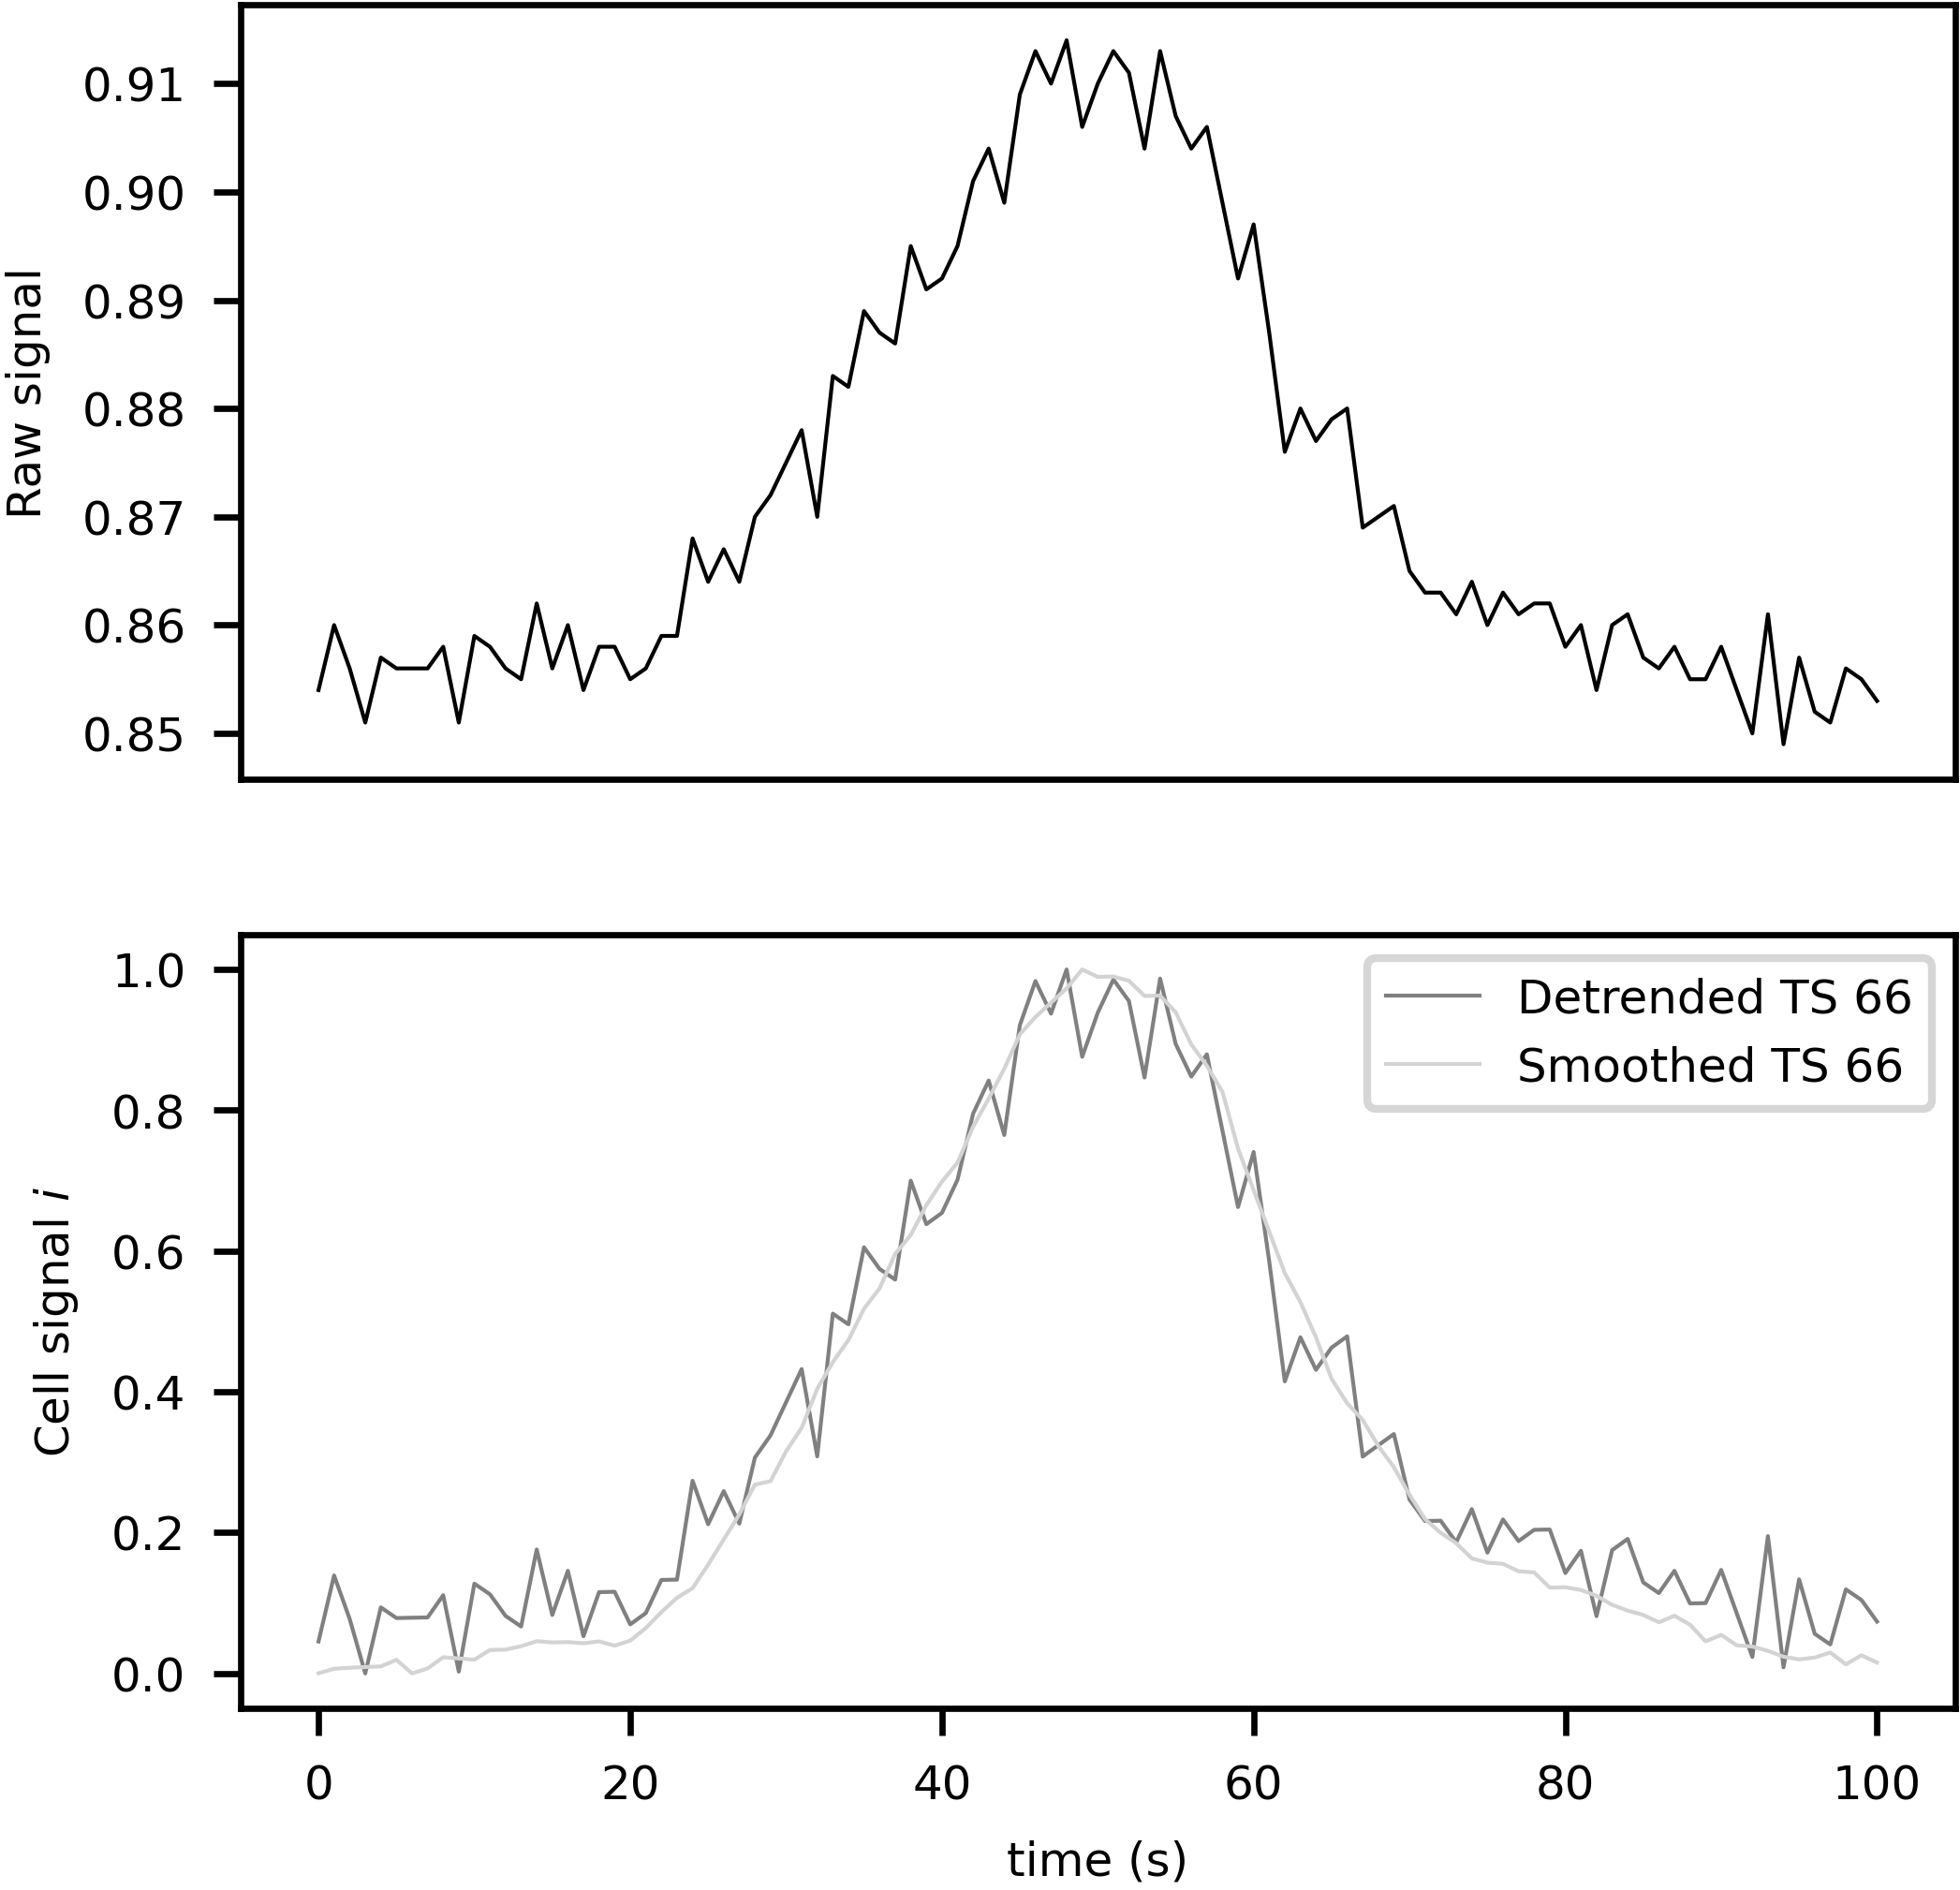 Raw signal
0.91
0.90
0.89
0.88
0.87
0.86
0.85
Cell signal i
1.0
0.8
0.6
0.4
0.2
0.0
Detrended TS 66
Smoothed TS 66
0 20 40 60 80 100
time (s)